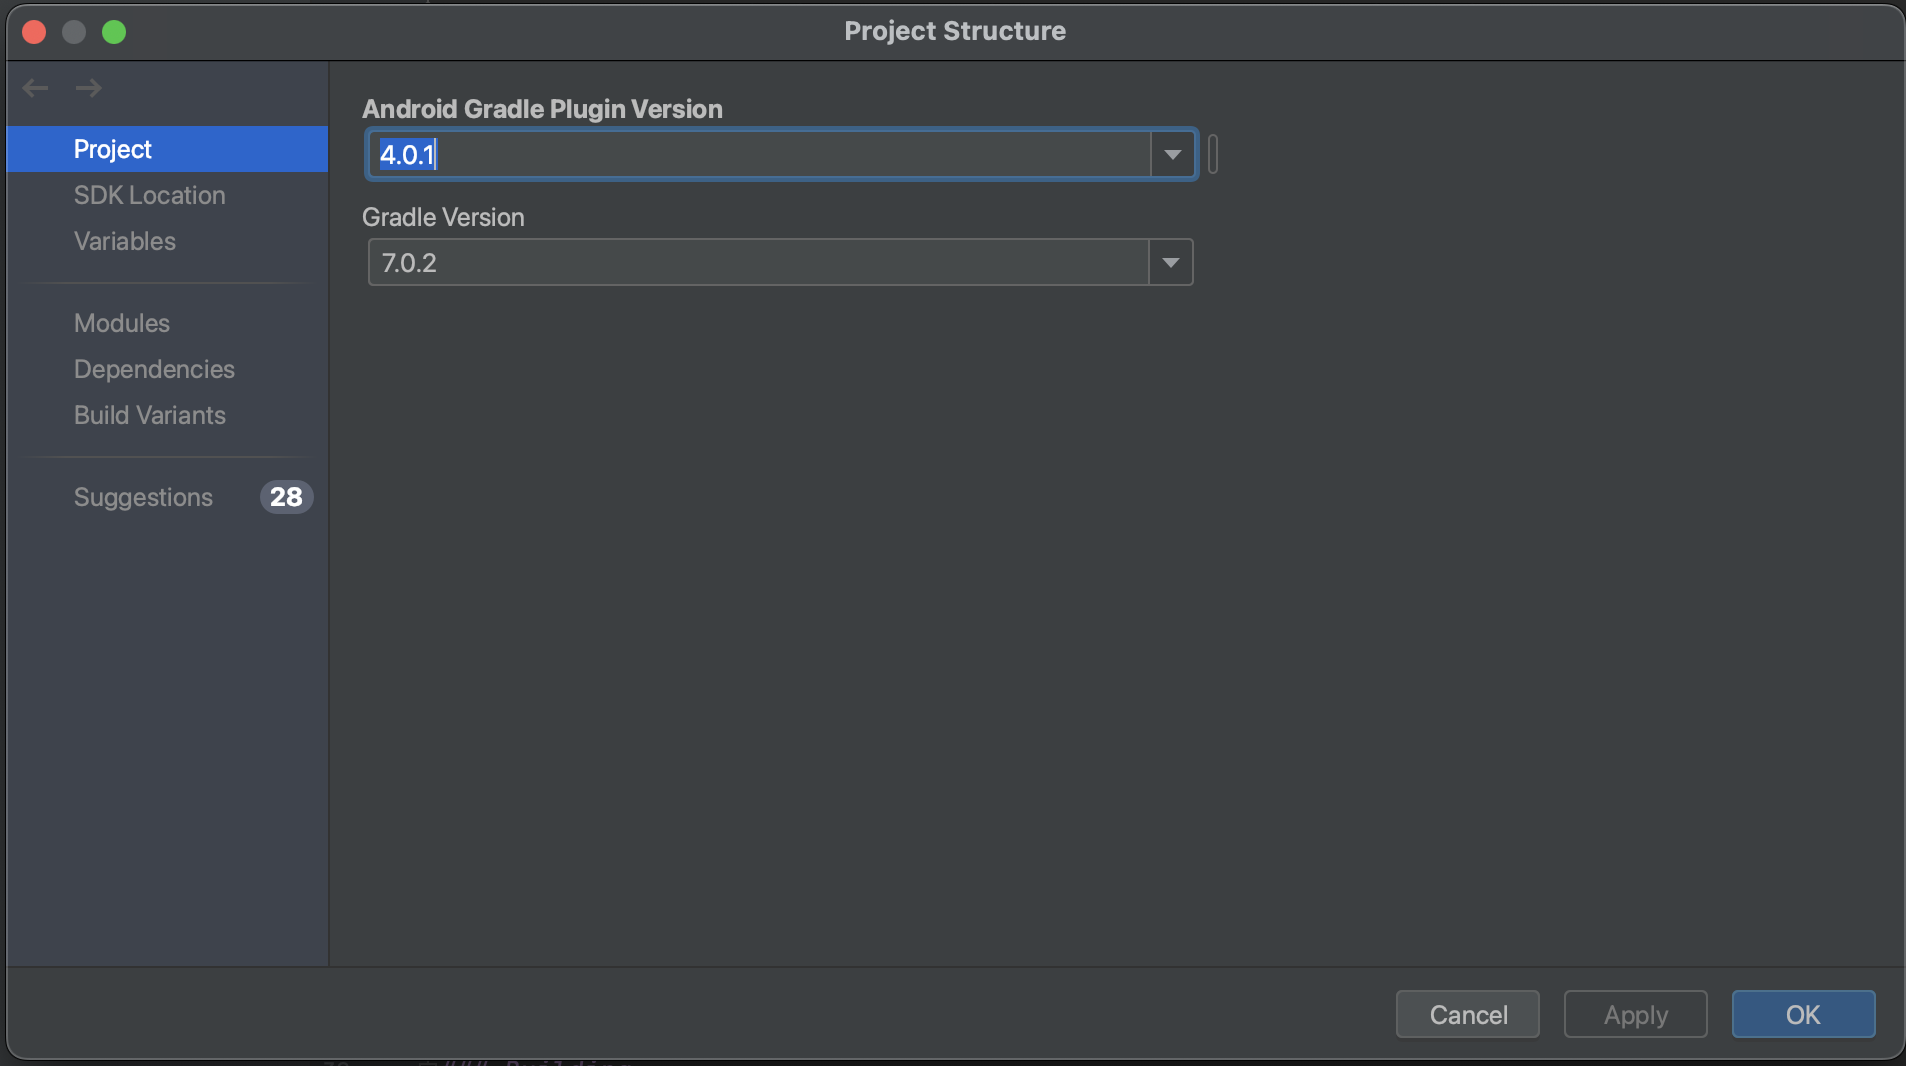 Project Structure
Project
SDK Location
Variables
Modules
Dependencies
Build Variants
Suggestions 28
Android Gradle Plugin Version
4.0.1
Gradle Version
7.0.2
Cancel
Apply
OK